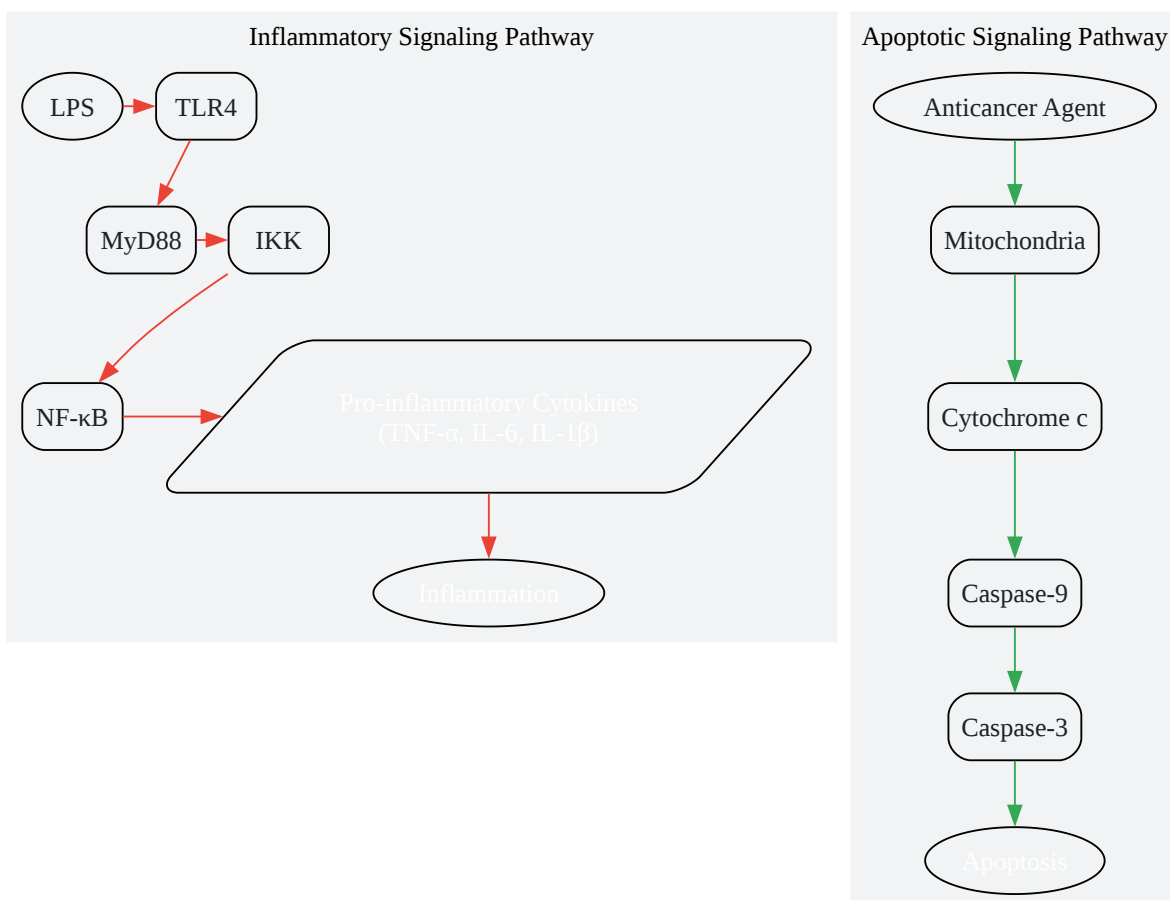 Inflammatory Signaling Pathway
LPS
TLR4
MyD88
IKK
NF-κB
Pro-inflammatory Cytokines
(TNF-α, IL-6, IL-1β)
Inflammation
Apoptotic Signaling Pathway
Anticancer Agent
Mitochondria
Cytochrome c
Caspase-9
Caspase-3
Apoptosis